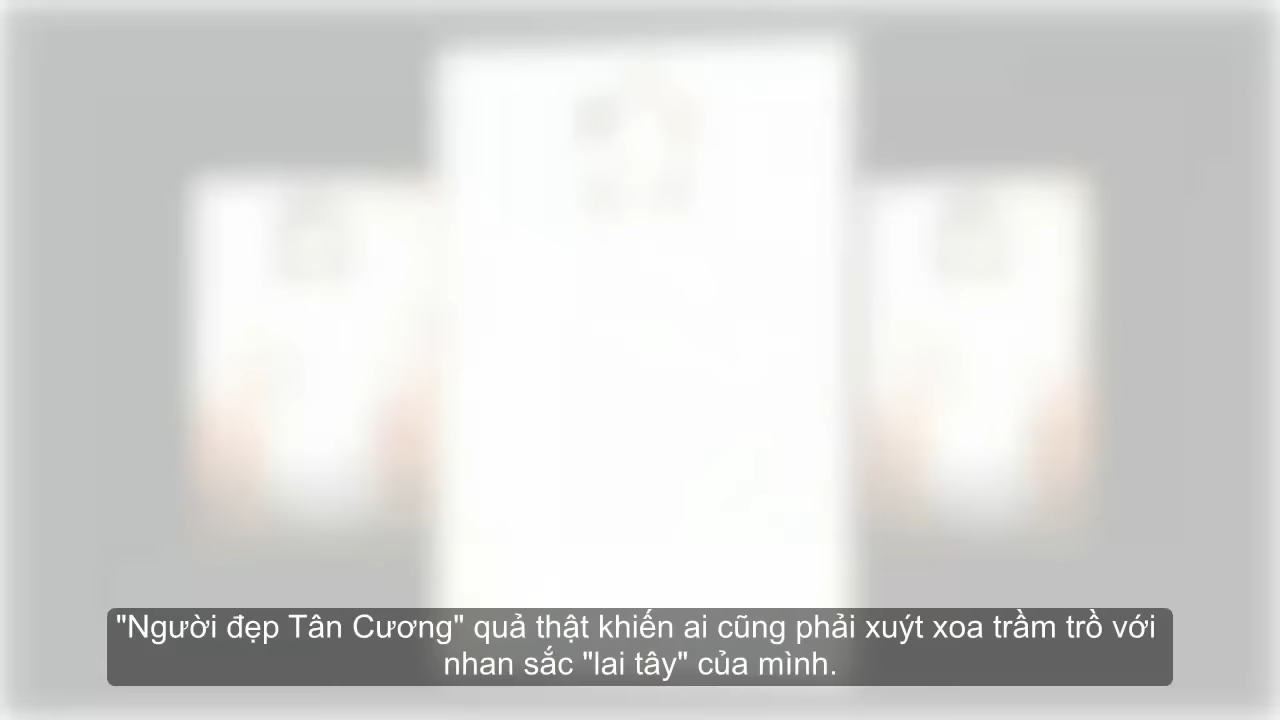 "Người đẹp Tân Cương" quả thật khiến ai cũng phải xuýt xoa trầm trồ với
nhan sắc "lai tây" của mình.